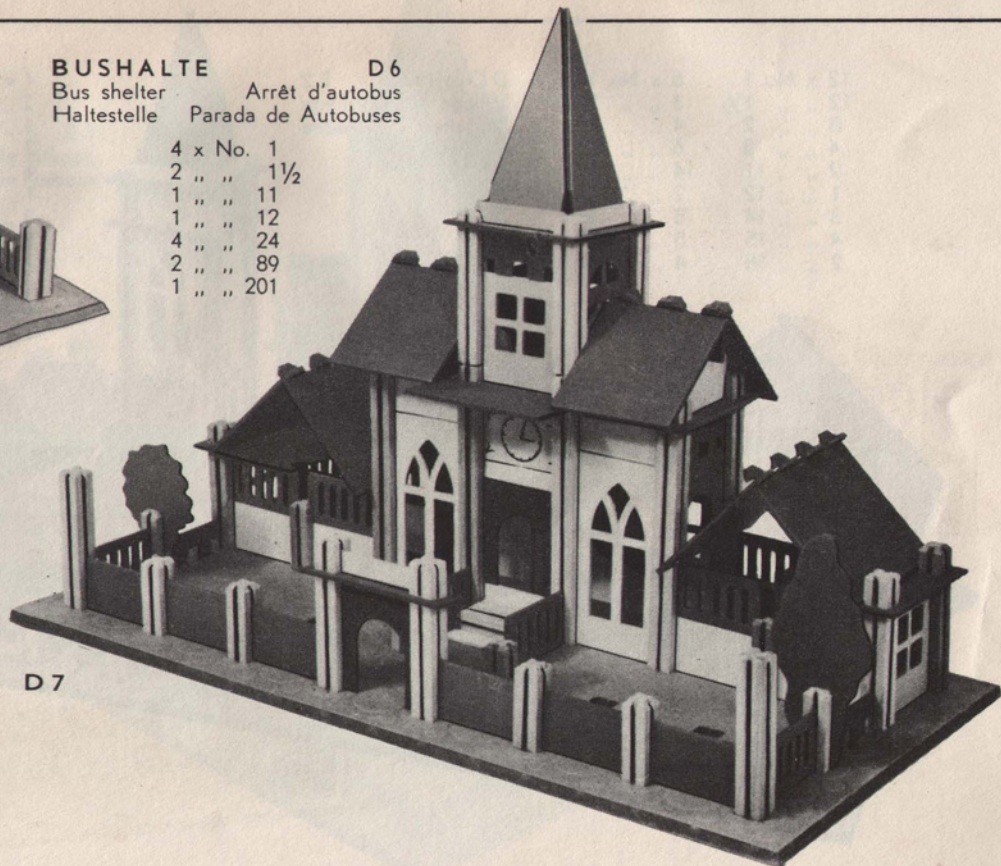 BUSHALTE D6
Bus shelter Arrêt d'autobus
Haltestelle Parada de Autobuses
4 x No. 1
2 „ „ 1½
1 „ „ 11
1 „ „ 12
4 „ „ 24
2 „ „ 89
1 „ „ 201
D7